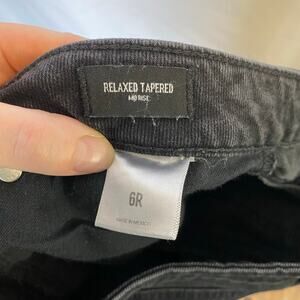 RELAXED TAPERED
MID RISE
6R
MADE IN MEXICO